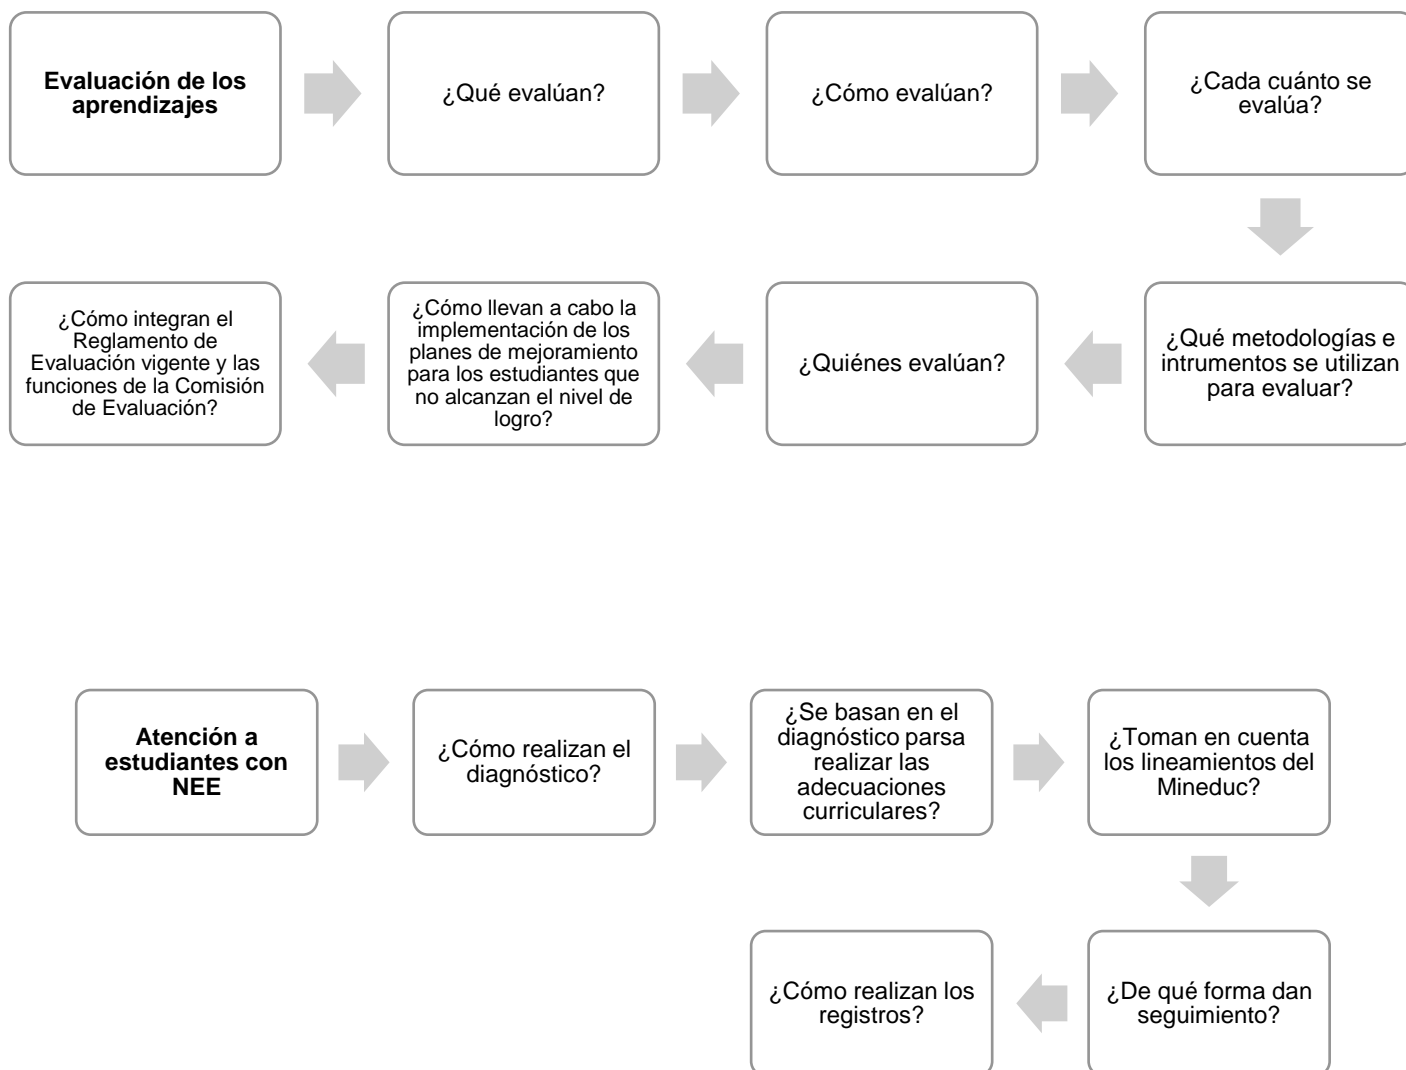 Evaluación de los
aprendizajes
¿Qué evalúan?
¿Cómo evalúan?
¿Cada cuánto se
evalúa?
¿Qué metodologías e
intrumentos se utilizan
para evaluar?
¿Quiénes evalúan?
¿Cómo llevan a cabo la
implementación de los
planes de mejoramiento
para los estudiantes que
no alcanzan el nivel de
logro?
¿Cómo integran el
Reglamento de
Evaluación vigente y las
funciones de la Comisión
de Evaluación?
Atención a
estudiantes con
NEE
¿Cómo realizan el
diagnóstico?
¿Se basan en el
diagnóstico parsa
realizar las
adecuaciones
curriculares?
¿Toman en cuenta
los lineamientos del
Mineduc?
¿De qué forma dan
seguimiento?
¿Cómo realizan los
registros?